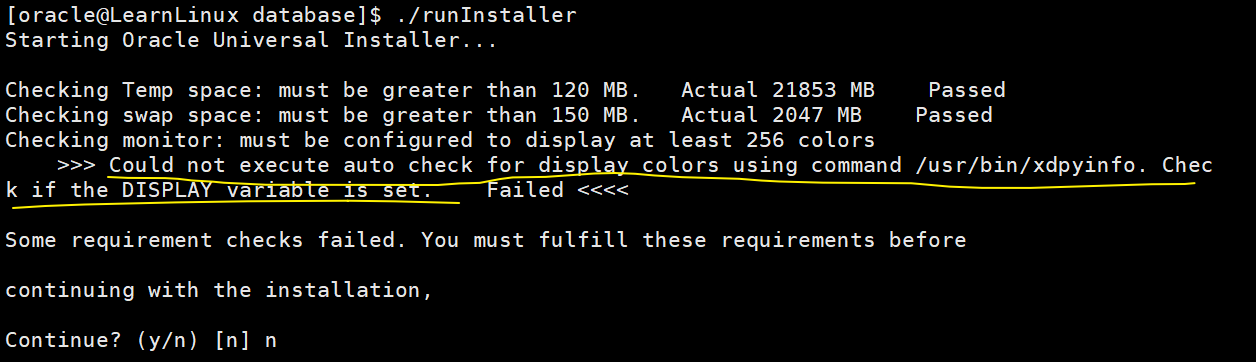 [oracle@LearnLinux database]$ ./runInstaller
Starting Oracle Universal Installer...
Checking Temp space: must be greater than 120 MB.   Actual 21853 MB    Passed
Checking swap space: must be greater than 150 MB.   Actual 2047 MB    Passed
Checking monitor: must be configured to display at least 256 colors
    >>> Could not execute auto check for display colors using command /usr/bin/xdpyinfo. Chec
k if the DISPLAY variable is set.    Failed <<<<
Some requirement checks failed. You must fulfill these requirements before
continuing with the installation,
Continue? (y/n) [n] n